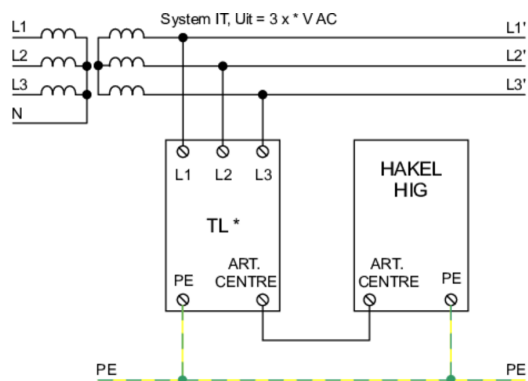 System IT, Uit = 3 x * V AC
L1
L1'
L2
L2'
L3
L3'
N
L1 L2 L3
TL *
PE
ART.
CENTRE
HAKEL
HIG
ART.
CENTRE
PE
PE
PE